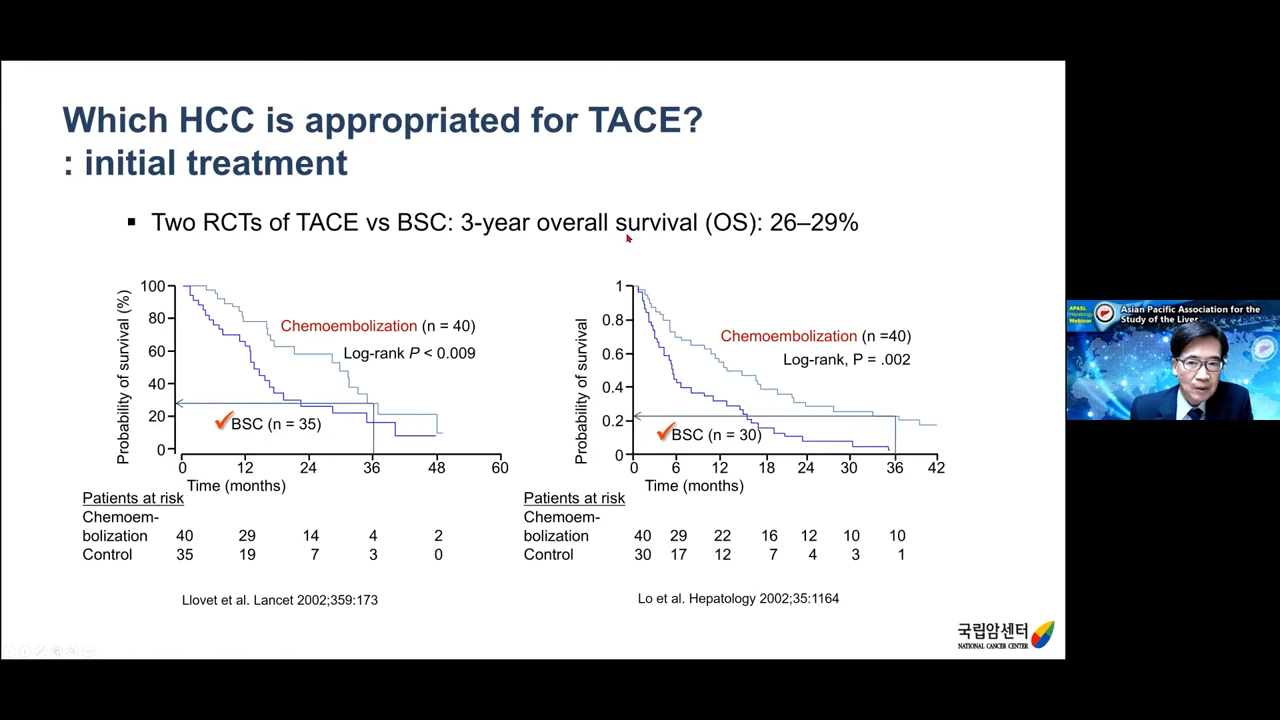 Which HCC is appropriated for TACE?
: initial treatment
▪ Two RCTs of TACE vs BSC: 3-year overall survival (OS): 26–29%
Probability of survival (%)
100
80
60
40
20
0
Chemoembolization (n = 40)
Log-rank P < 0.009
BSC (n = 35)
0 12 24 36 48 60
Time (months)
Patients at risk
Chemoem-
bolization 40 29 14 4 2
Control 35 19 7 3 0
Llovet et al. Lancet 2002;359:173
Probability of survival
1
0.8
0.6
0.4
0.2
0
Chemoembolization (n =40)
Log-rank, P = .002
BSC (n = 30)
0 6 12 18 24 30 36 42
Time (months)
Patients at risk
Chemoem-
bolization 40 29 22 16 12 10 10
Control 30 17 12 7 4 3 1
Lo et al. Hepatology 2002;35:1164
국립암센터
NATIONAL CANCER CENTER
APASL
Hepatology
Webinar
Asian Pacific Association for the
Study of the Liver